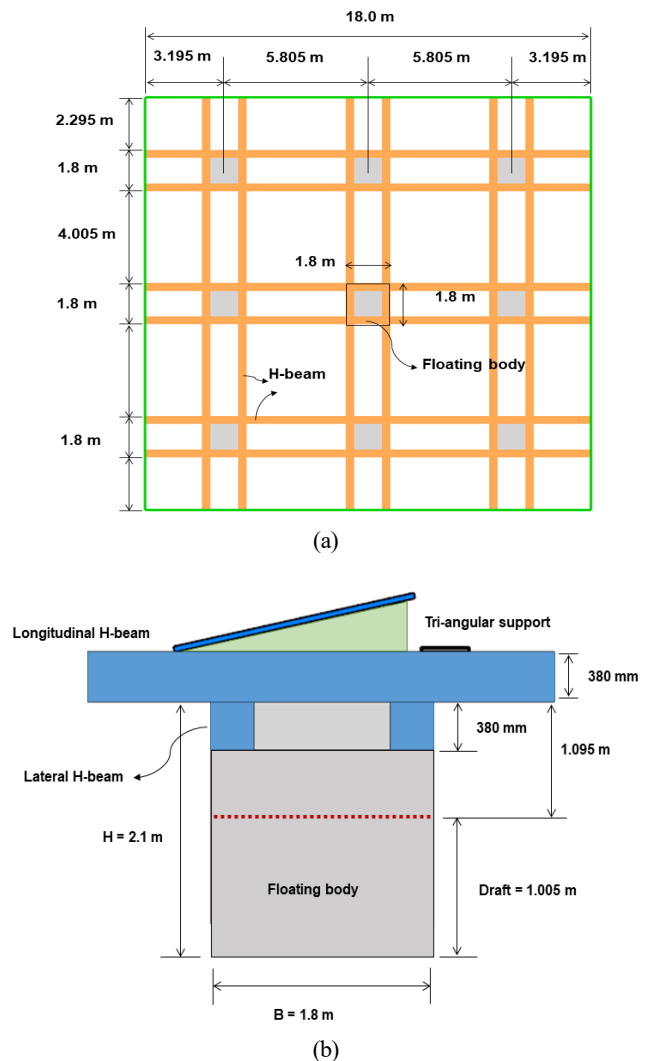 18.0 m
3.195 m
5.805 m
5.805 m
3.195 m
2.295 m
1.8 m
4.005 m
1.8 m
1.8 m
1.8 m
Floating body
H-beam
1.8 m
(a)
Longitudinal H-beam
Tri-angular support
380 mm
380 mm
1.095 m
Lateral H-beam
H = 2.1 m
Floating body
Draft = 1.005 m
B = 1.8 m
(b)